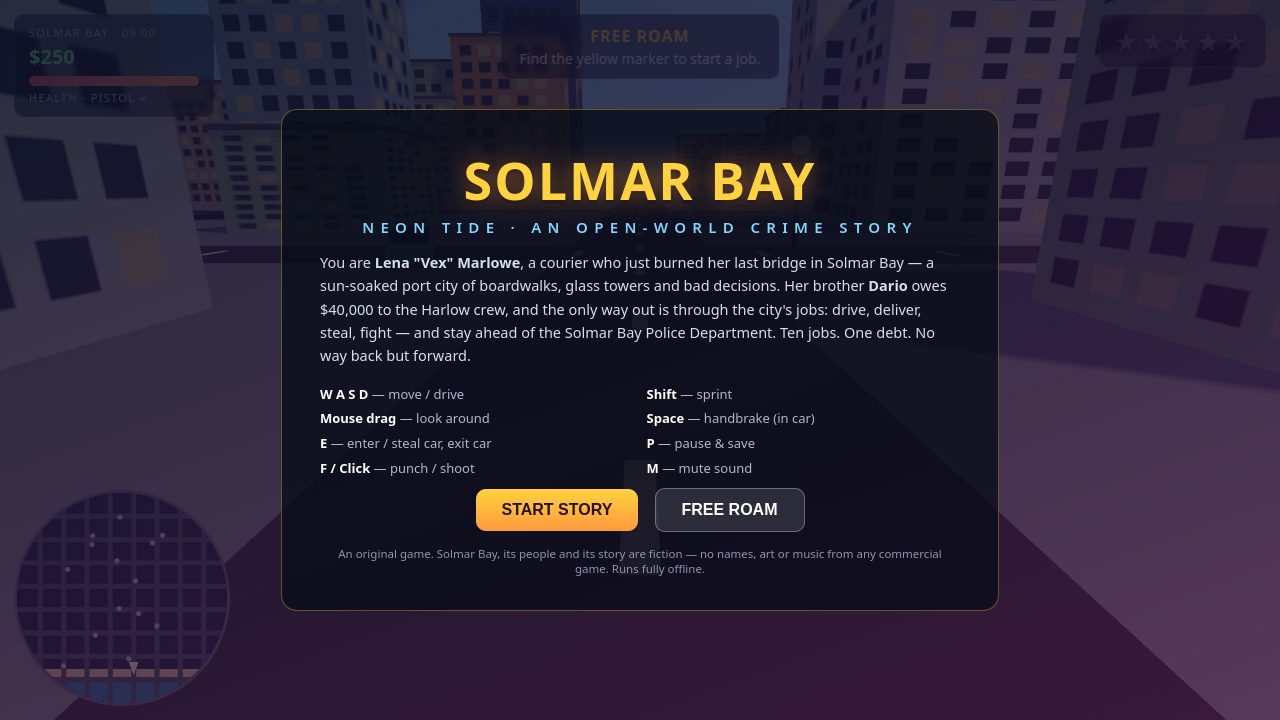 SOLMAR BAY · 09:00
$250
HEALTH · PISTOL ∞
FREE ROAM
Find the yellow marker to start a job.
★★★★★
SOLMAR BAY
NEON TIDE · AN OPEN-WORLD CRIME STORY
You are Lena "Vex" Marlowe, a courier who just burned her last bridge in Solmar Bay — a
sun-soaked port city of boardwalks, glass towers and bad decisions. Her brother Dario owes
$40,000 to the Harlow crew, and the only way out is through the city's jobs: drive, deliver,
steal, fight — and stay ahead of the Solmar Bay Police Department. Ten jobs. One debt. No
way back but forward.
W A S D — move / drive
Shift — sprint
Mouse drag — look around
Space — handbrake (in car)
E — enter / steal car, exit car
P — pause & save
F / Click — punch / shoot
M — mute sound
START STORY
FREE ROAM
An original game. Solmar Bay, its people and its story are fiction — no names, art or music from any commercial
game. Runs fully offline.